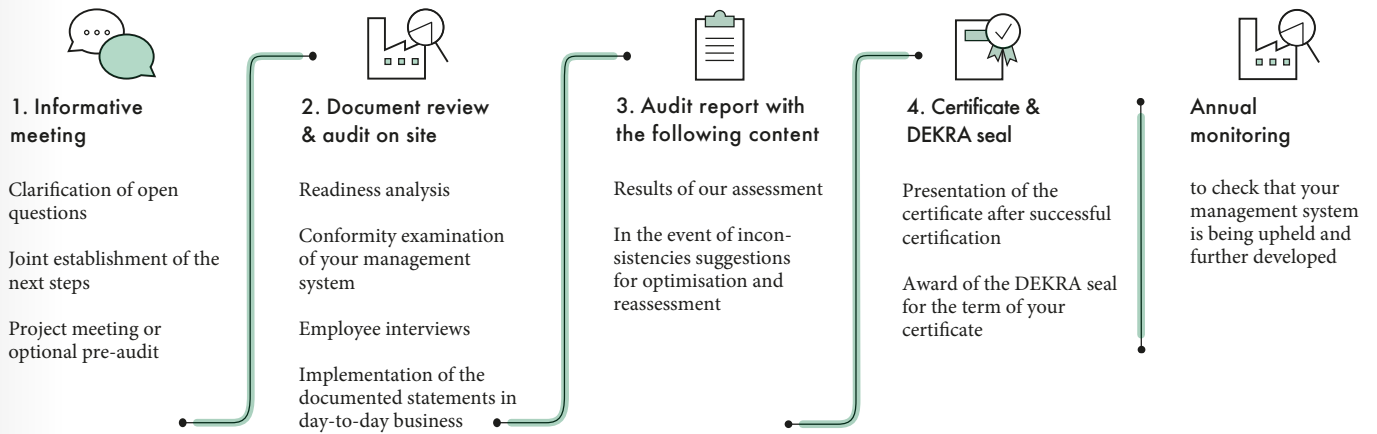 1. Informative
meeting
Clarification of open
questions
Joint establishment of the
next steps
Project meeting or
optional pre-audit
2. Document review
& audit on site
Readiness analysis
Conformity examination
of your management
system
Employee interviews
Implementation of the
documented statements in
day-to-day business
3. Audit report with
the following content
Results of our assessment
In the event of incon-
sistencies suggestions
for optimisation and
reassessment
4. Certificate &
DEKRA seal
Presentation of the
certificate after successful
certification
Award of the DEKRA seal
for the term of your
certificate
Annual
monitoring
to check that your
management system
is being upheld and
further developed